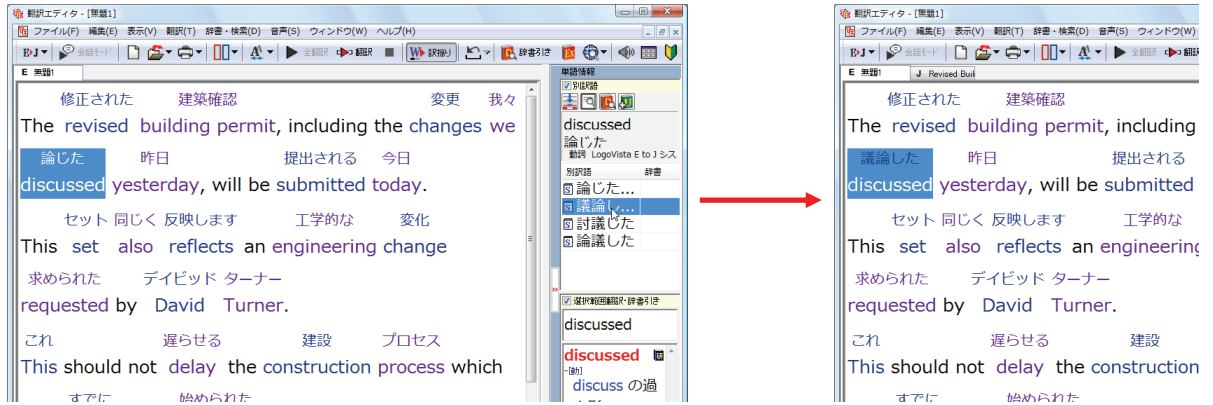 翻訳エディタ - [無題1]
ファイル(F) 編集(E) 表示(V) 翻訳(T) 辞書・検索(D) 音声(S) ウィンドウ(W) ヘルプ(H)
E▸J 会話モード 全翻訳 翻訳 訳振り 辞書引き
E 無題1
修正された 建築確認 変更 我々
The revised building permit, including the changes we
論じた 昨日 提出される 今日
discussed yesterday, will be submitted today.
セット 同じく 反映します 工学的な 変化
This set also reflects an engineering change
求められた デイビッド ターナー
requested by David Turner.
これ 遅らせる 建設 プロセス
This should not delay the construction process which
すでに 始められた
単語情報
別訳語
discussed
論じた
動詞 LogoVista E to J シス
別訳語 辞書
論じた...
議論し...
討議した
論議した
選択範囲翻訳・辞書引き
discussed
discussed
-[動]
discuss の過
翻訳エディタ - [無題1]
ファイル(F) 編集(E) 表示(V) 翻訳(T) 辞書・検索(D) 音声(S) ウィンドウ(W)
E▸J 会話モード 全翻訳 翻訳
E 無題1 J Revised Buil
修正された 建築確認
The revised building permit, including
議論した 昨日 提出される
discussed yesterday, will be submitted
セット 同じく 反映します 工学的な
This set also reflects an engineering
求められた デイビッド ターナー
requested by David Turner.
これ 遅らせる 建設
This should not delay the construction
すでに 始められた